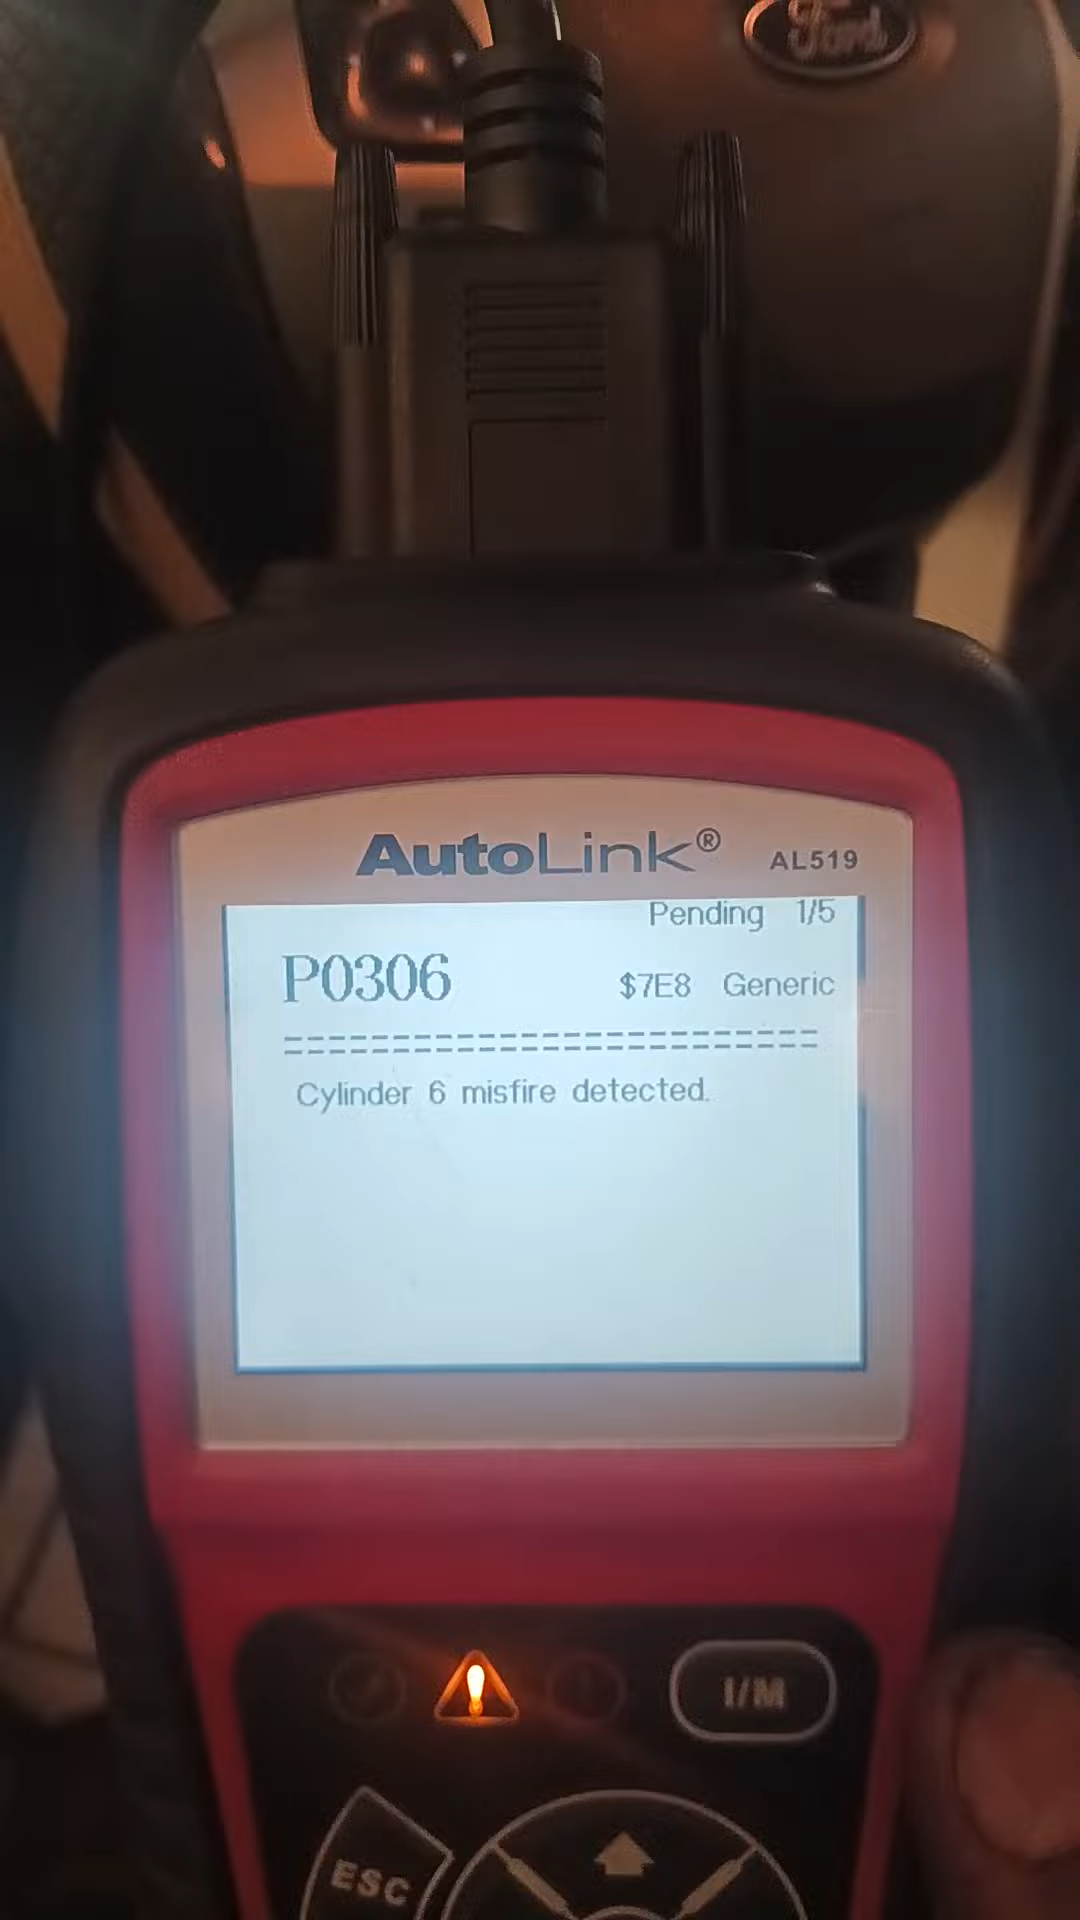 Ford
AutoLink® AL519
Pending 1/5
P0306 $7E8 Generic
=========================
Cylinder 6 misfire detected.
I/M
ESC